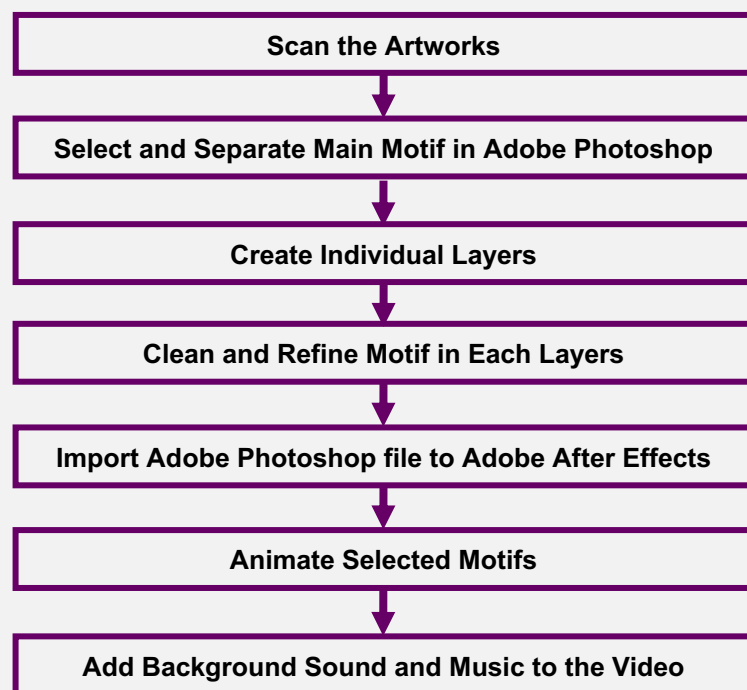 Scan the Artworks
Select and Separate Main Motif in Adobe Photoshop
Create Individual Layers
Clean and Refine Motif in Each Layers
Import Adobe Photoshop file to Adobe After Effects
Animate Selected Motifs
Add Background Sound and Music to the Video